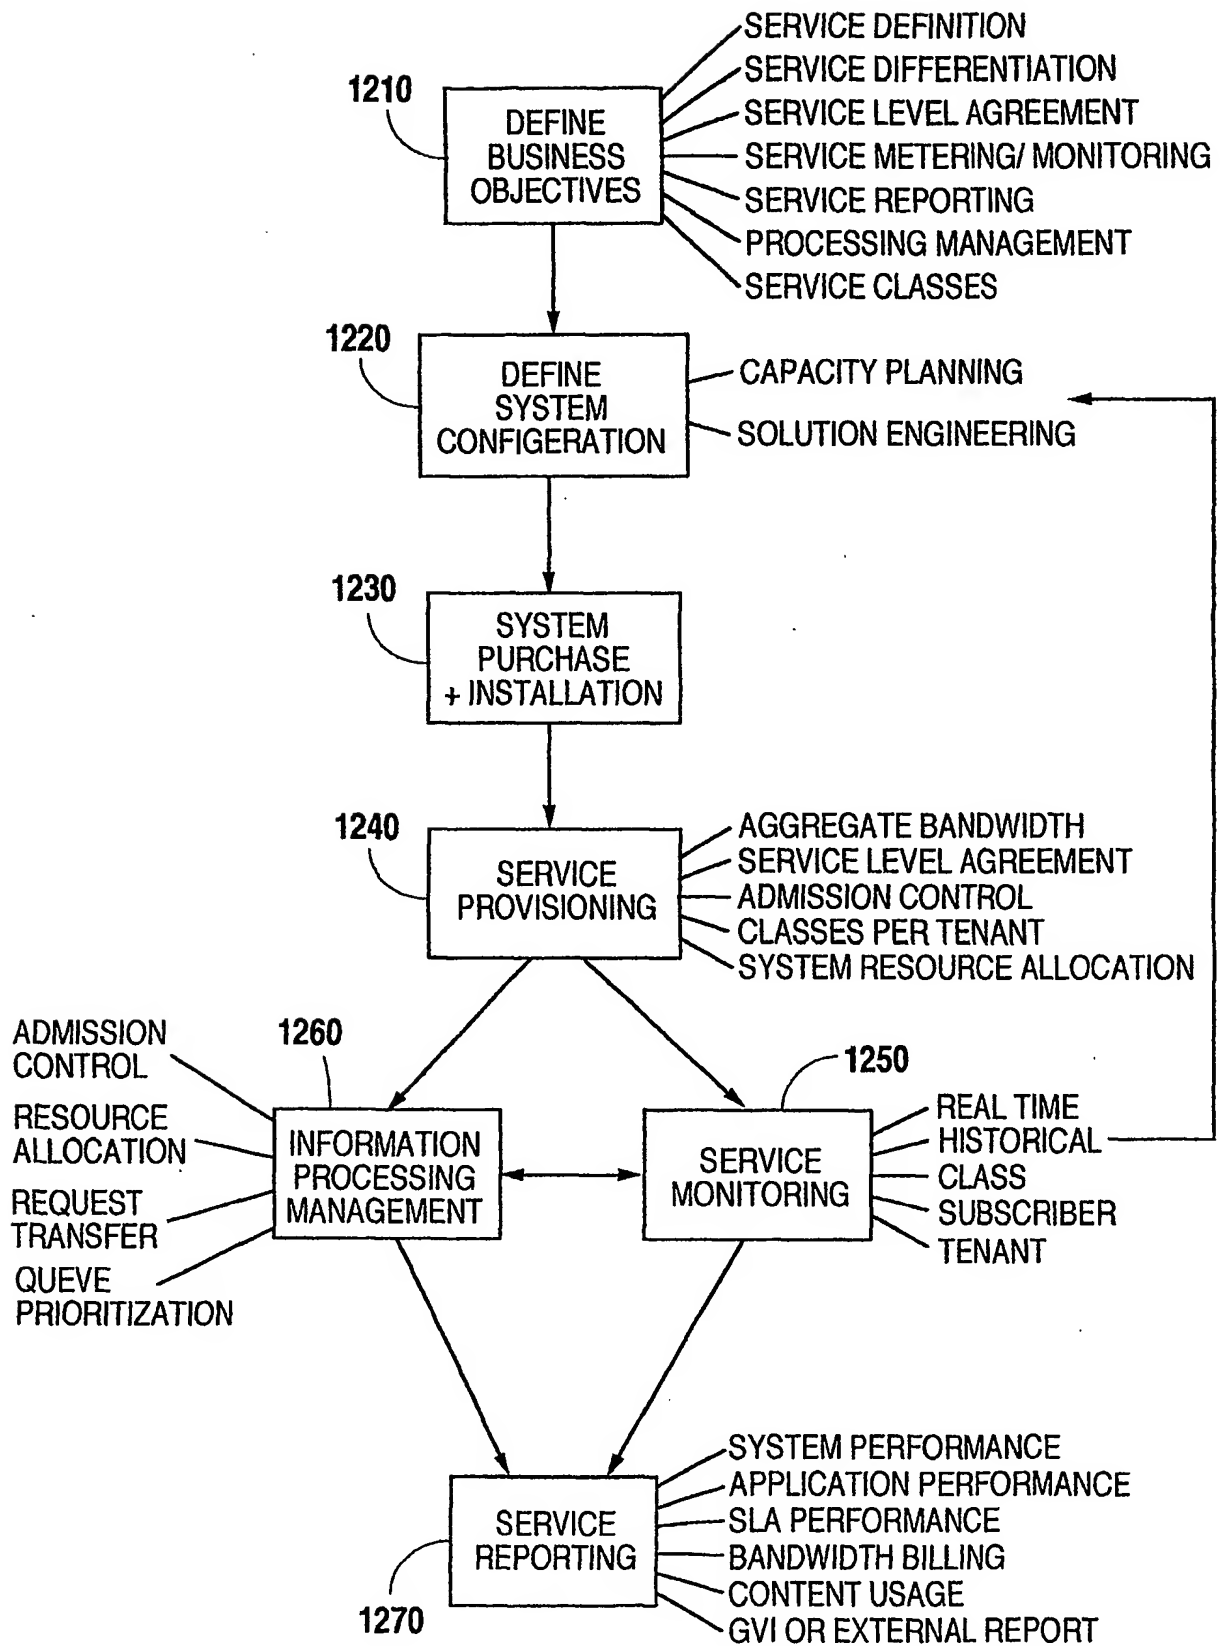 SERVICE DEFINITION
SERVICE DIFFERENTIATION
SERVICE LEVEL AGREEMENT
SERVICE METERING/ MONITORING
SERVICE REPORTING
PROCESSING MANAGEMENT
SERVICE CLASSES
1210
DEFINE
BUSINESS
OBJECTIVES
1220
DEFINE
SYSTEM
CONFIGERATION
CAPACITY PLANNING
SOLUTION ENGINEERING
1230
SYSTEM
PURCHASE
+ INSTALLATION
1240
SERVICE
PROVISIONING
AGGREGATE BANDWIDTH
SERVICE LEVEL AGREEMENT
ADMISSION CONTROL
CLASSES PER TENANT
SYSTEM RESOURCE ALLOCATION
ADMISSION
CONTROL
RESOURCE
ALLOCATION
REQUEST
TRANSFER
QUEVE
PRIORITIZATION
1260
INFORMATION
PROCESSING
MANAGEMENT
1250
SERVICE
MONITORING
REAL TIME
HISTORICAL
CLASS
SUBSCRIBER
TENANT
SERVICE
REPORTING
1270
SYSTEM PERFORMANCE
APPLICATION PERFORMANCE
SLA PERFORMANCE
BANDWIDTH BILLING
CONTENT USAGE
GVI OR EXTERNAL REPORT